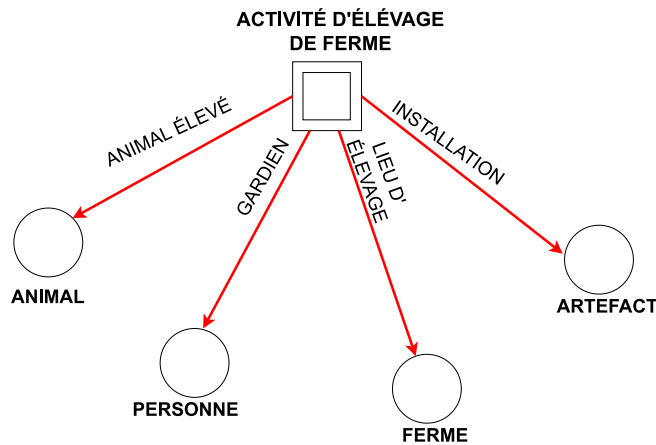 ACTIVITÉ D'ÉLÉVAGE
DE FERME
ANIMAL ÉLEVÉ
GARDIEN
LIEU D'
ÉLEVAGE
INSTALLATION
ANIMAL
ARTEFACT
PERSONNE
FERME